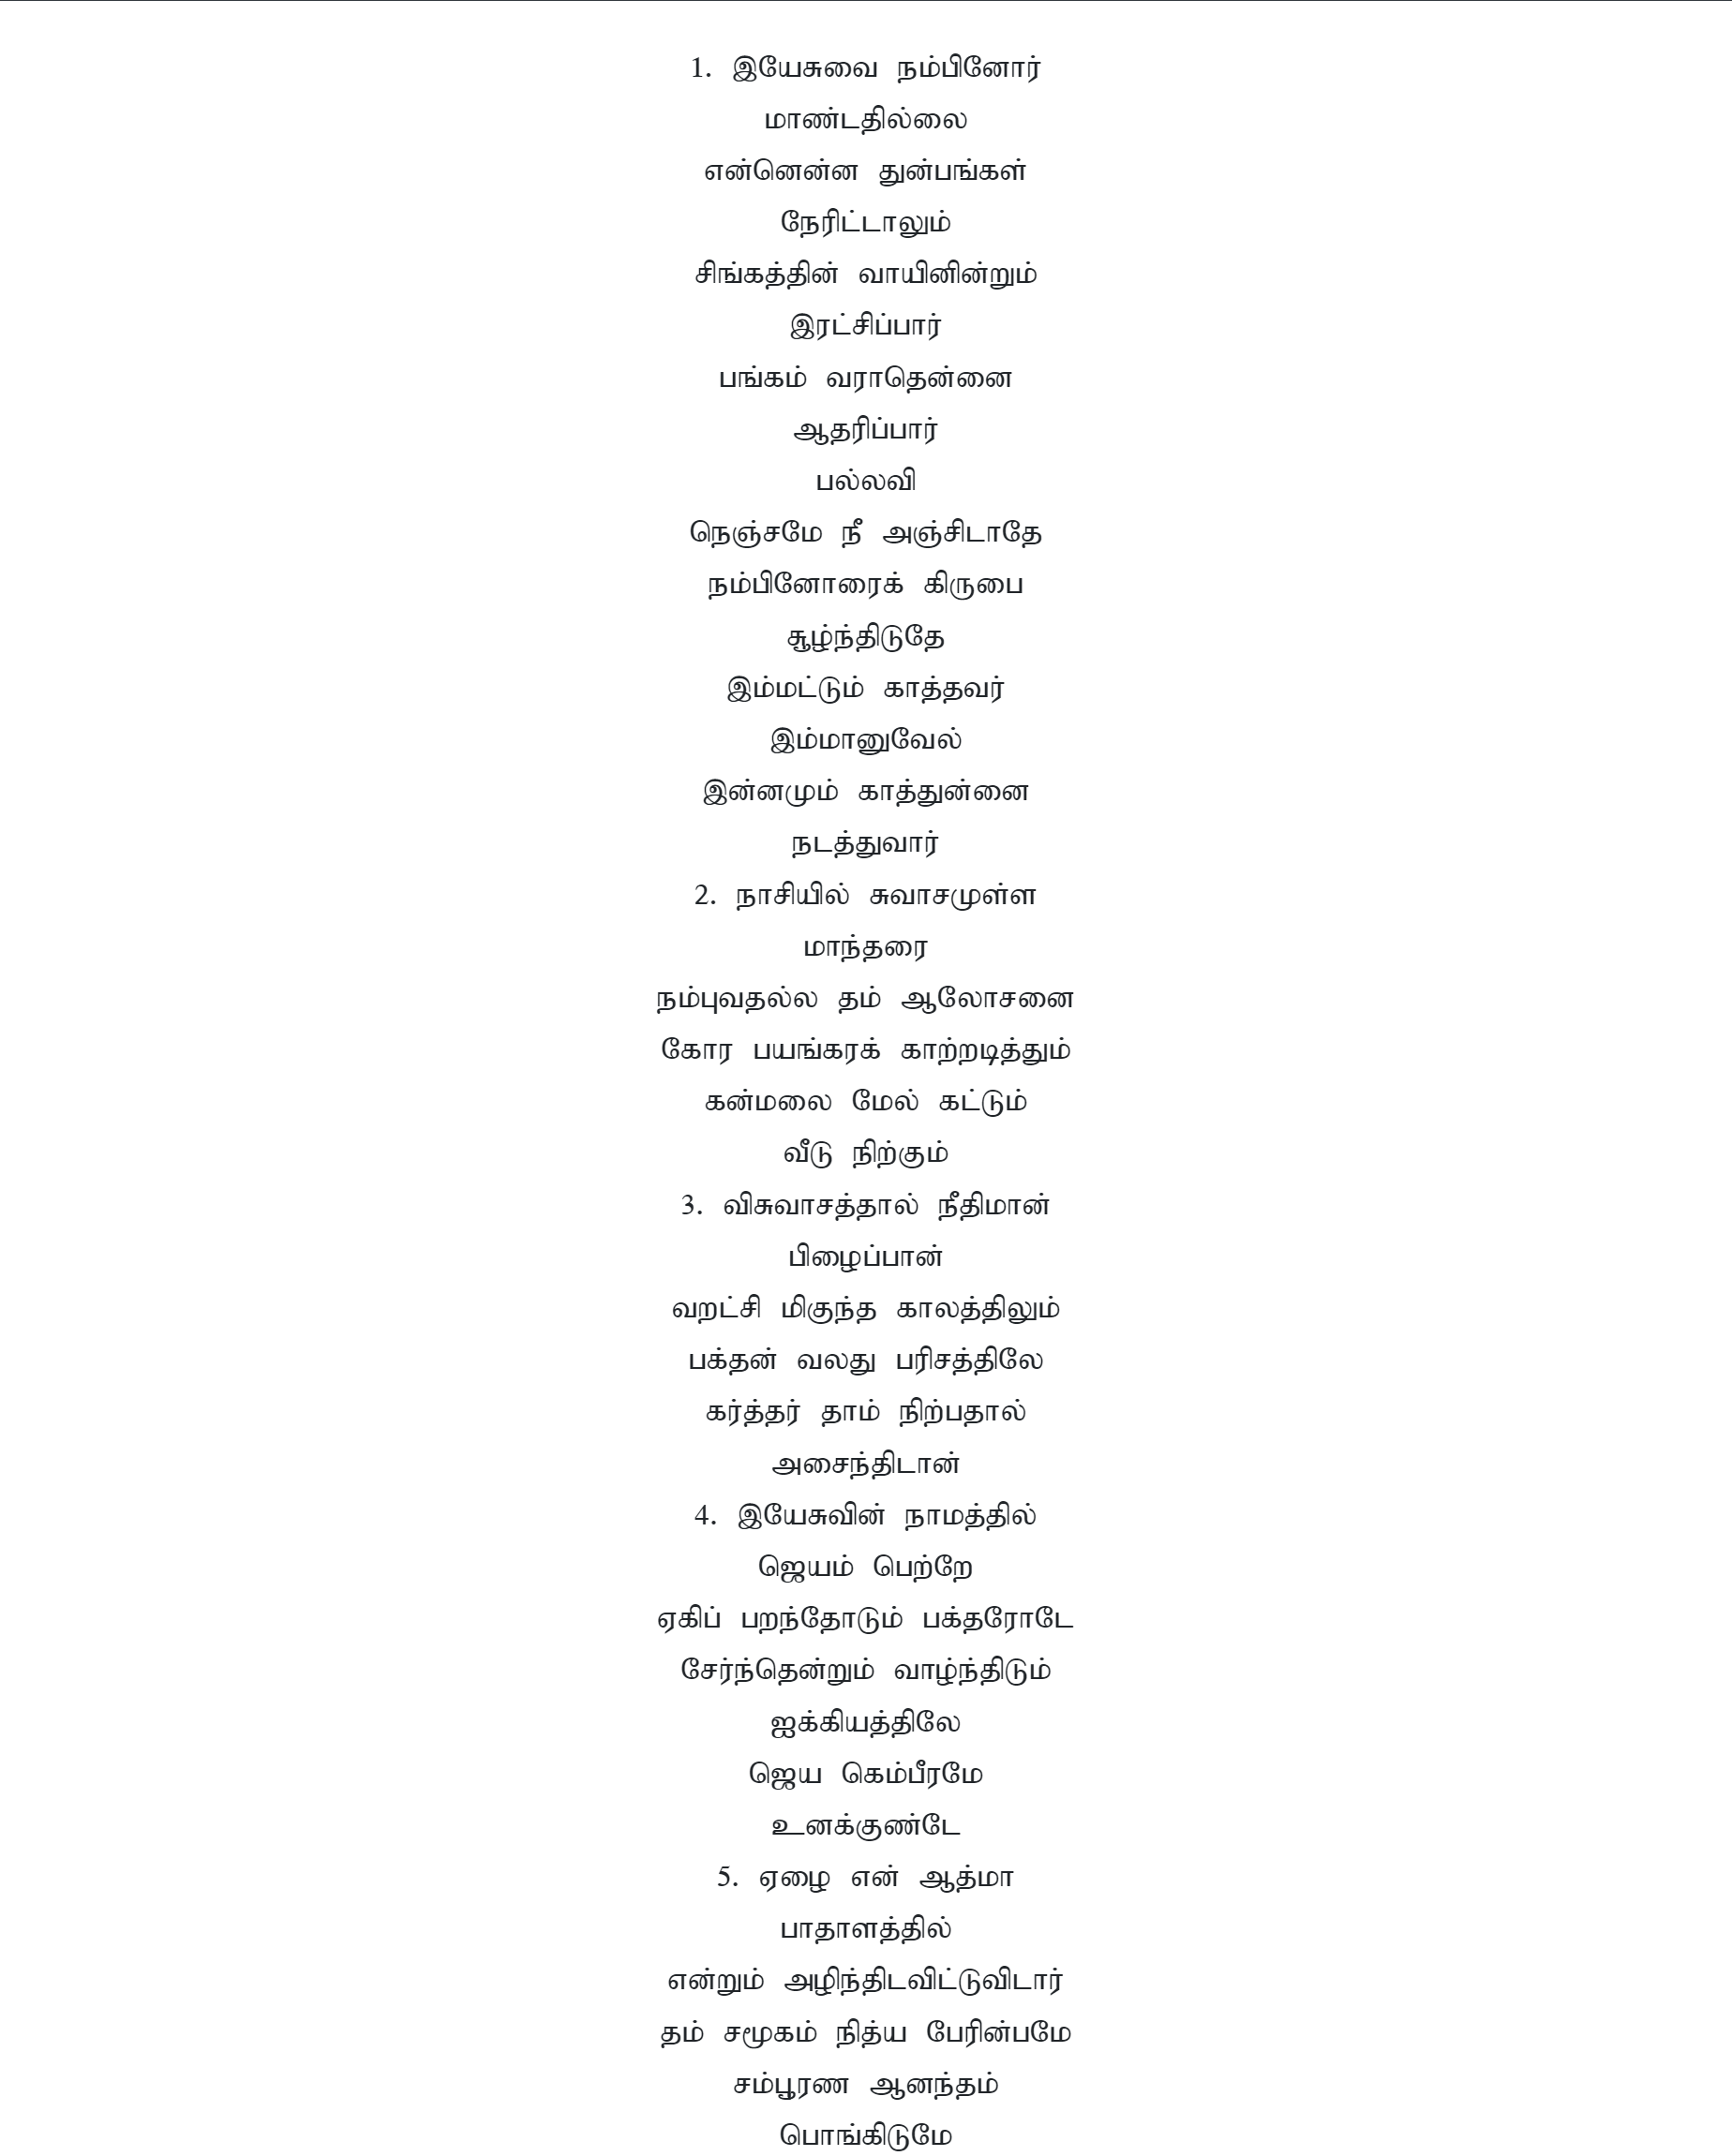 1. இயேசுவை நம்பினோர்
மாண்டதில்லை
என்னென்ன துன்பங்கள்
நேரிட்டாலும்
சிங்கத்தின் வாயினின்றும்
இரட்சிப்பார்
பங்கம் வராதென்னை
ஆதரிப்பார்
பல்லவி
நெஞ்சமே நீ அஞ்சிடாதே
நம்பினோரைக் கிருபை
சூழ்ந்திடுதே
இம்மட்டும் காத்தவர்
இம்மானுவேல்
இன்னமும் காத்துன்னை
நடத்துவார்
2. நாசியில் சுவாசமுள்ள
மாந்தரை
நம்புவதல்ல தம் ஆலோசனை
கோர பயங்கரக் காற்றடித்தும்
கன்மலை மேல் கட்டும்
வீடு நிற்கும்
3. விசுவாசத்தால் நீதிமான்
பிழைப்பான்
வறட்சி மிகுந்த காலத்திலும்
பக்தன் வலது பரிசத்திலே
கர்த்தர் தாம் நிற்பதால்
அசைந்திடான்
4. இயேசுவின் நாமத்தில்
ஜெயம் பெற்றே
ஏகிப் பறந்தோடும் பக்தரோடே
சேர்ந்தென்றும் வாழ்ந்திடும்
ஐக்கியத்திலே
ஜெய கெம்பீரமே
உனக்குண்டே
5. ஏழை என் ஆத்மா
பாதாளத்தில்
என்றும் அழிந்திடவிட்டுவிடார்
தம் சமூகம் நித்ய பேரின்பமே
சம்பூரண ஆனந்தம்
பொங்கிடுமே